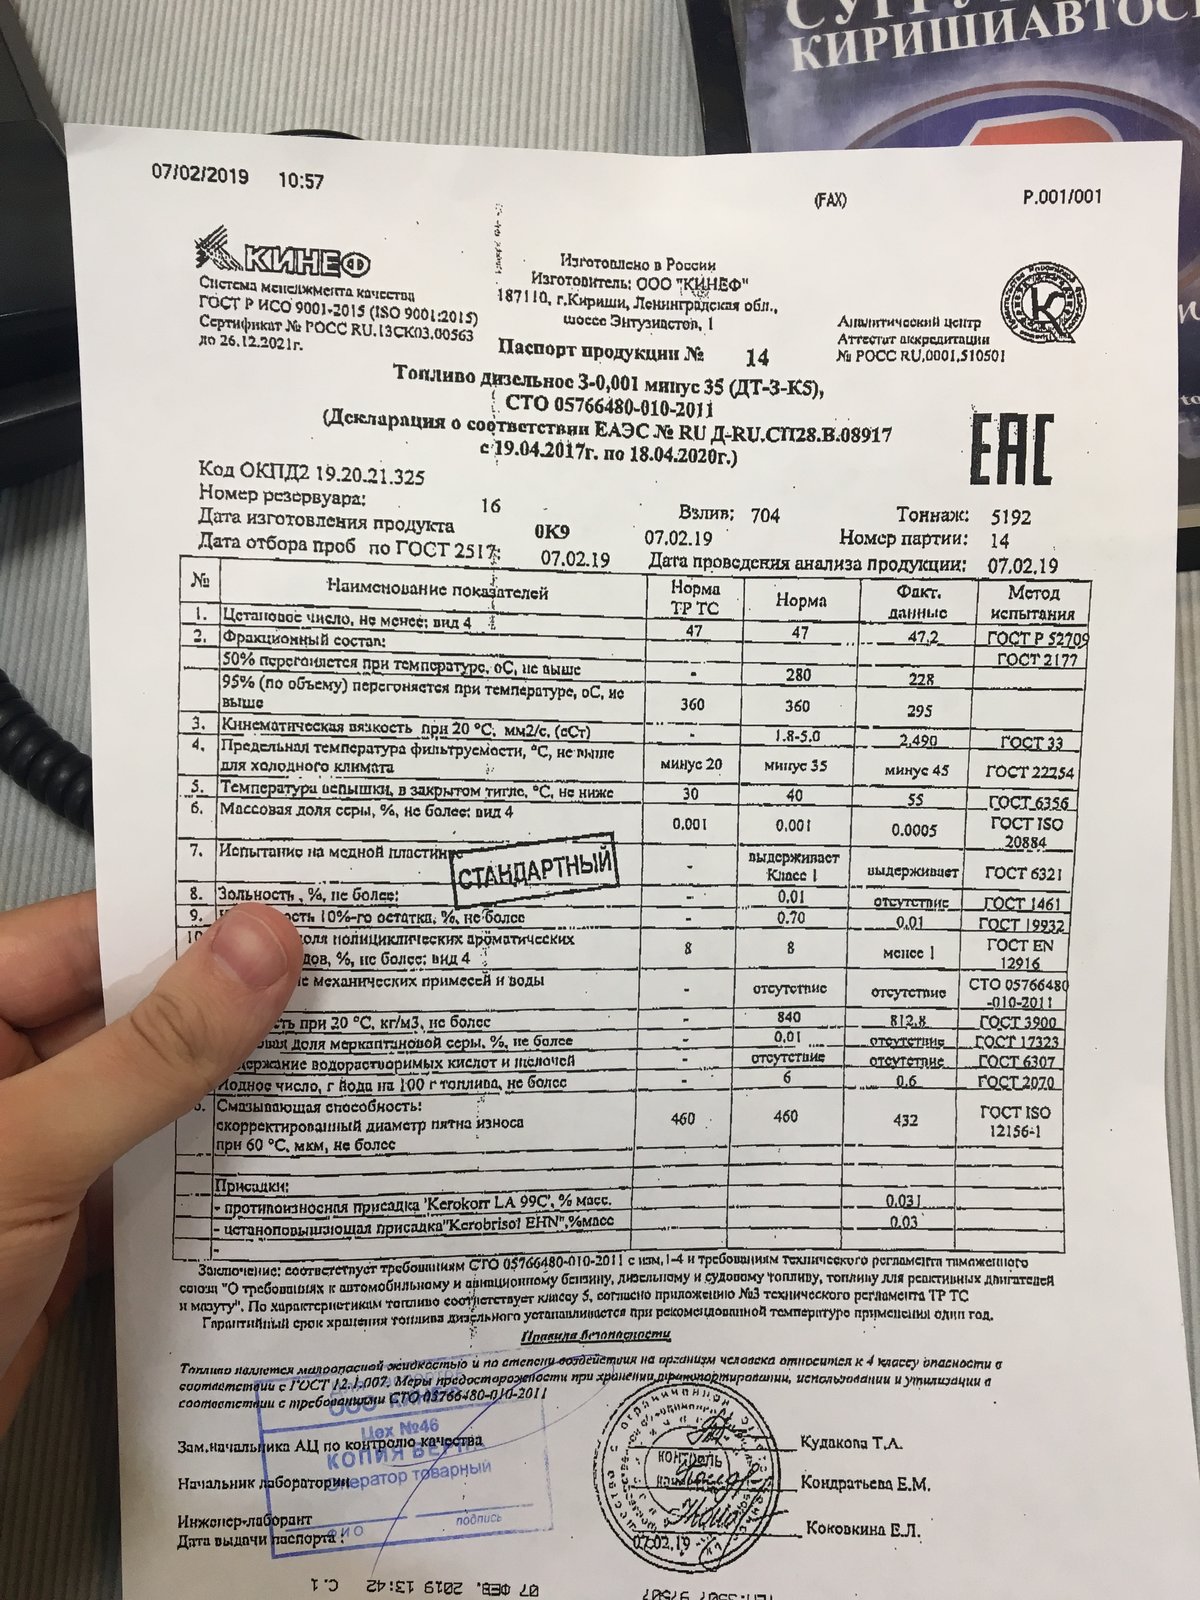 КИРИШИАВТОС
07/02/2019 10:57 (FAX) P.001/001
КИНЕФ
Система менеджмента качества
ГОСТ Р ИСО 9001-2015 (ISO 9001:2015)
Сертификат № РОСС RU.13СК03.00563
до 26.12.2021г.
Изготовлено в России
Изготовитель: ООО "КИНЕФ"
187110, г.Кириши, Ленинградская обл.,
шоссе Энтузиастов, 1
Аналитический центр
Аттестат аккредитации
№ РОСС RU.0001.510501
Паспорт продукции № 14
Топливо дизельное З-0,001 минус 35 (ДТ-З-К5),
СТО 05766480-010-2011
(Декларация о соответствии ЕАЭС № RU Д-RU.СП28.В.08917
с 19.04.2017г. по 18.04.2020г.)
ЕАС
Код ОКПД2 19.20.21.325
Номер резервуара: 16 Взлив: 704 Тоннаж: 5192
Дата изготовления продукта 0К9 07.02.19 Номер партии: 14
Дата отбора проб по ГОСТ 2517: 07.02.19 Дата проведения анализа продукции: 07.02.19
№ Наименование показателей Норма ТР ТС Норма Факт. данные Метод испытания
1. Цетановое число, не менее: вид 4 47 47 47,2 ГОСТ Р 52709
2. Фракционный состав: ГОСТ 2177
50% перегоняется при температуре, оС, не выше - 280 228
95% (по объему) перегоняется при температуре, оС, не
выше 360 360 295
3. Кинематическая вязкость при 20 °С, мм2/с, (сСт) - 1.8-5.0 2,490 ГОСТ 33
4. Предельная температура фильтруемости, °С, не выше
для холодного климата минус 20 минус 35 минус 45 ГОСТ 22254
5. Температура вспышки, в закрытом тигле, °С, не ниже 30 40 55 ГОСТ 6356
6. Массовая доля серы, %, не более: вид 4 0,001 0.001 0.0005 ГОСТ ISO 20884
7. Испытание на медной пластинке - выдерживает Класс 1 выдерживает ГОСТ 6321
СТАНДАРТНЫЙ
8. Зольность , %, не более: - 0.01 отсутствие ГОСТ 1461
9. 10%-го остатка, %, не более - 0.70 0.01 ГОСТ 19932
полициклических ароматических
%, не более: вид 4 8 8 менее 1 ГОСТ EN 12916
механических примесей и воды - отсутствие отсутствие СТО 05766480-010-2011
при 20 °С, кг/м3, не более - 840 812,8 ГОСТ 3900
доля меркаптановой серы, %, не более - 0,01 отсутствие ГОСТ 17323
держание водорастворимых кислот и щелочей - отсутствие отсутствие ГОСТ 6307
Йодное число, г йода на 100 г топлива, не более - 6 0,6 ГОСТ 2070
Смазывающая способность:
скорректированный диаметр пятна износа
при 60 °С, мкм, не более 460 460 432 ГОСТ ISO 12156-1
Присадки:
- противоизносная присадка 'Kerokorr LA 99C', % масс. 0.031
- цетаноповышающая присадка"Kerobrisol EHN",%масс 0.03
-
Заключение: соответствует требованиям СТО 05766480-010-2011 с изм.1-4 и требованиям технического регламента таможенного
союза "О требованиях к автомобильному и авиационному бензину, дизельному и судовому топливу, топливу для реактивных двигателей
и мазуту". По характеристикам топливо соответствует классу 5, согласно приложению №3 технического регламента ТР ТС
Гарантийный срок хранения топлива дизельного устанавливается при рекомендованной температуре применения один год.
Правила безопасности
Топливо является малоопасной жидкостью и по степени воздействия на организм человека относится к 4 классу опасности в
соответствии с ГОСТ 12.1.007. Меры предосторожности при хранении, транспортировании, использовании и утилизации в
соответствии с требованиями СТО 05766480-010-2011
Цех №46
КОПИЯ ВЕРНА
Оператор товарный
ФИО подпись
Зам.начальника АЦ по контролю качества Кудакова Т.А.
Начальник лаборатории Кондратьева Е.М.
Инженер-лаборант Коковкина Е.Л.
Дата выдачи паспорта : 07.02.19
07 ФЕВ. 2019 13:42 С.1